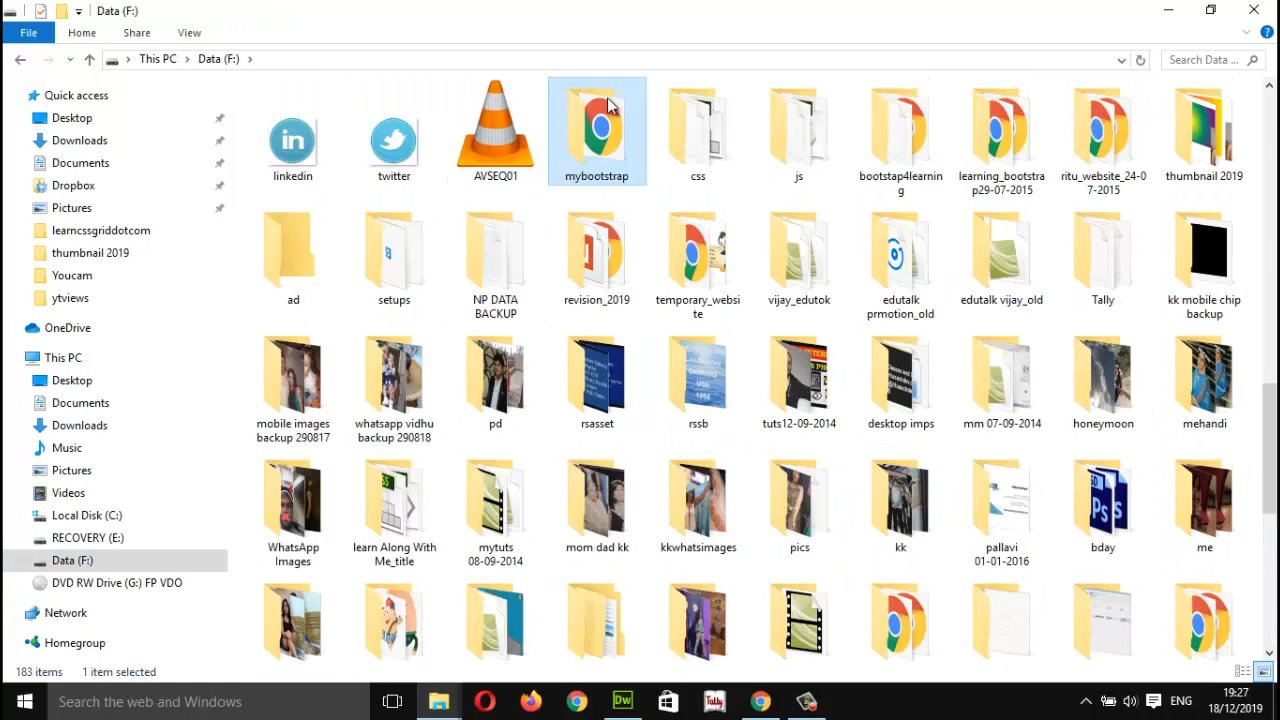 Data (F:)
File Home Share View
This PC Data (F:) Search Data ...
Quick access
Desktop
Downloads
Documents
Dropbox
Pictures
learncssgriddotcom
thumbnail 2019
Youcam
ytviews
OneDrive
This PC
Desktop
Documents
Downloads
Music
Pictures
Videos
Local Disk (C:)
RECOVERY (E:)
Data (F:)
DVD RW Drive (G:) FP VDO
Network
Homegroup
linkedin
twitter
AVSEQ01
mybootstrap
css
js
bootstap4learnin
g
learning_bootstra
p29-07-2015
ritu_website_24-0
7-2015
thumbnail 2019
ad
setups
NP DATA
BACKUP
revision_2019
temporary_websi
te
vijay_edutok
edutalk
prmotion_old
edutalk vijay_old
Tally
kk mobile chip
backup
mobile images
backup 290817
whatsapp vidhu
backup 290818
pd
rsasset
rssb
tuts12-09-2014
desktop imps
mm 07-09-2014
honeymoon
mehandi
WhatsApp
Images
learn Along With
Me_title
mytuts
08-09-2014
mom dad kk
kkwhatsimages
pics
kk
pallavi
01-01-2016
bday
me
183 items 1 item selected
Search the web and Windows
Dw
Tally
ENG
19:27
18/12/2019